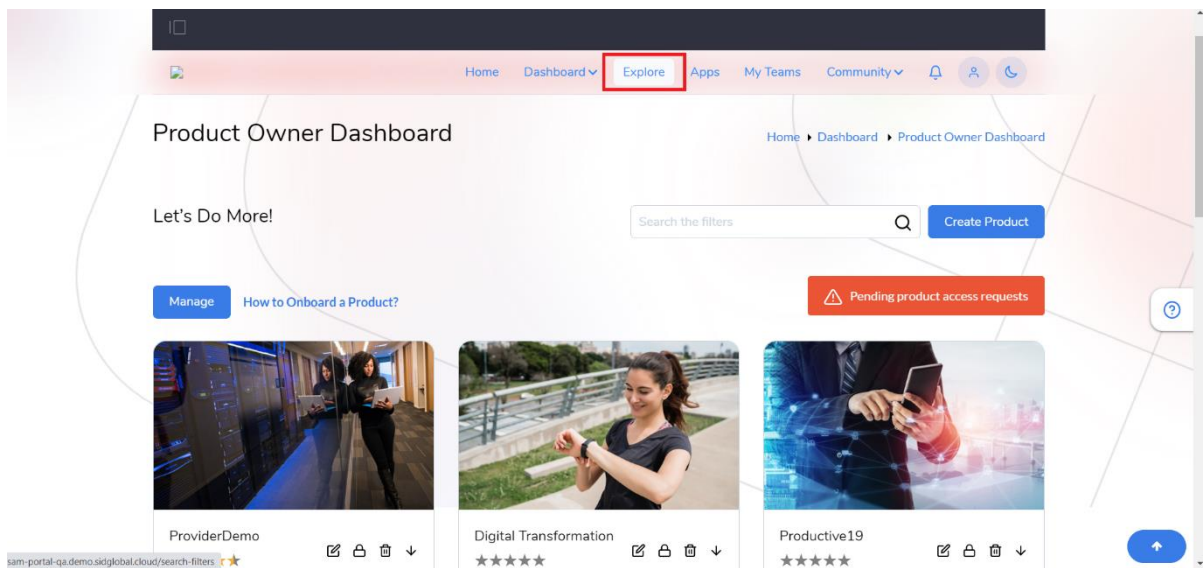 Home Dashboard Explore Apps My Teams Community
Product Owner Dashboard
Home Dashboard Product Owner Dashboard
Let's Do More!
Search the filters
Create Product
Manage
How to Onboard a Product?
Pending product access requests
ProviderDemo
Digital Transformation
Productive19
sam-portal-qa.demo.sidglobal.cloud/search-filters